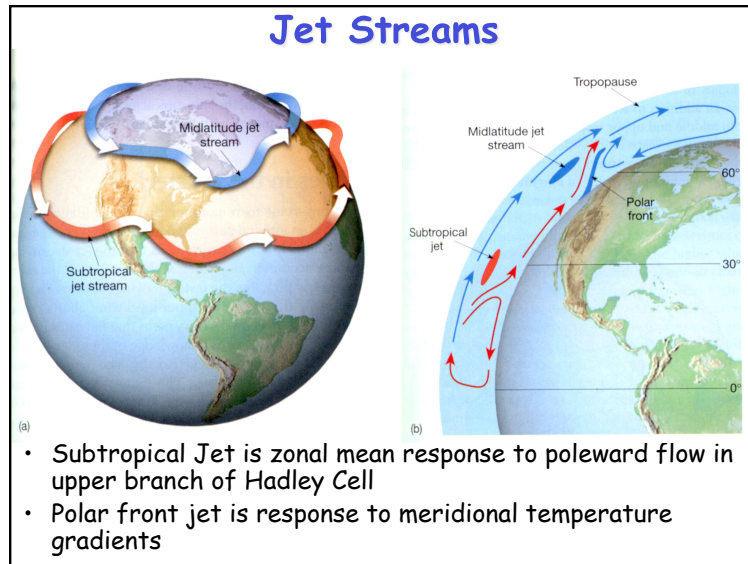 Jet Streams
Midlatitude jet
stream
Subtropical
jet stream
(a)
Tropopause
Midlatitude jet
stream
60°
Polar
front
Subtropical
jet
30°
0°
(b)
• Subtropical Jet is zonal mean response to poleward flow in
upper branch of Hadley Cell
• Polar front jet is response to meridional temperature
gradients